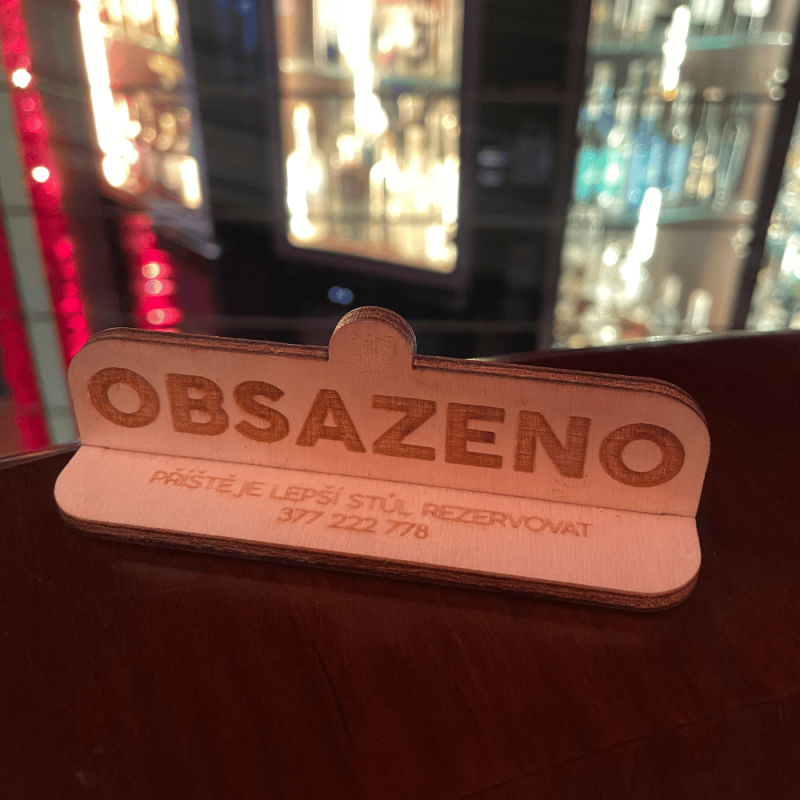 OBSAZENO
PŘÍŠTĚ JE LEPŠÍ STŮL REZERVOVAT
377 222 778